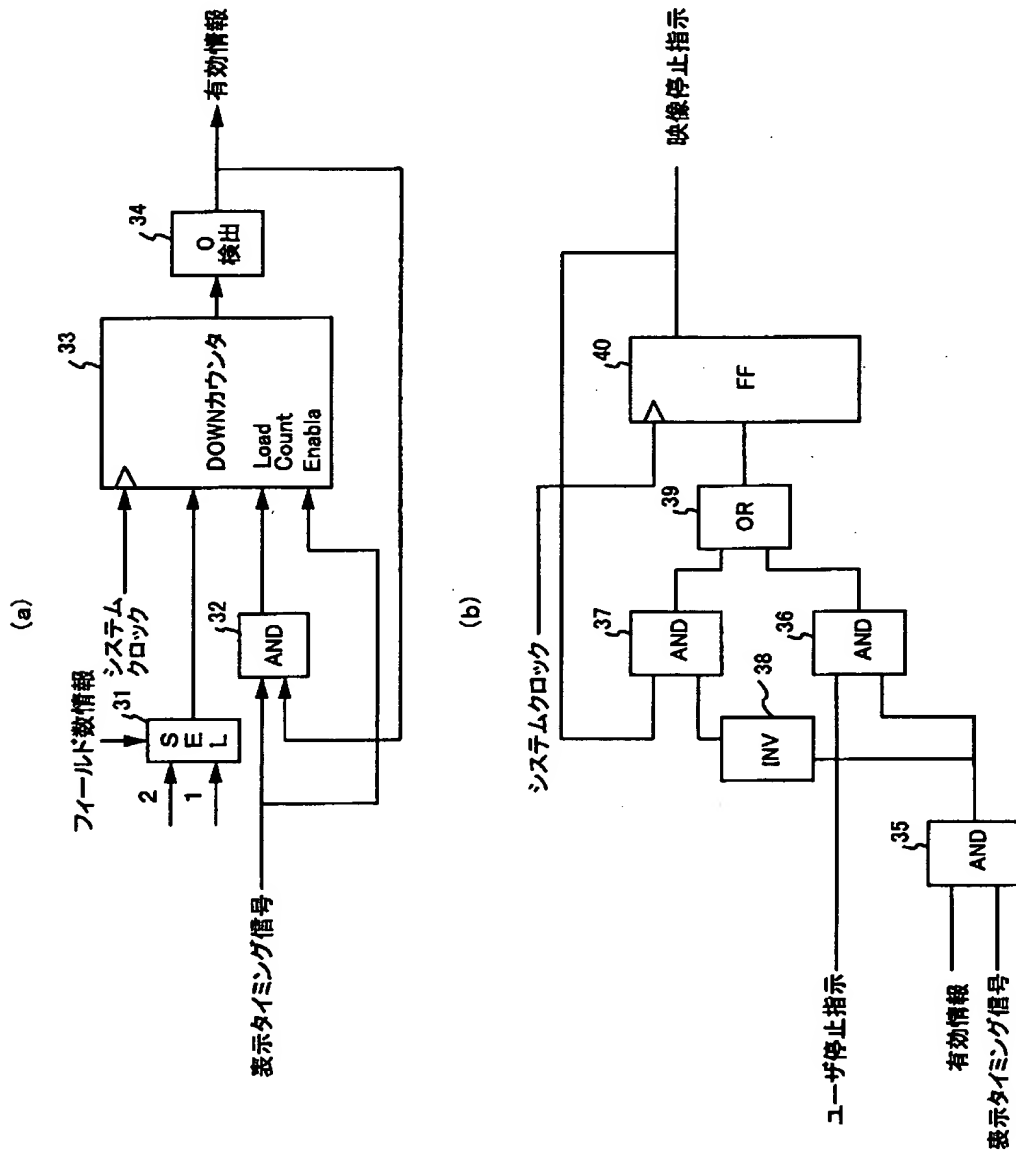 (a)
フィールド数情報
31
システム
クロック
2
1
S
E
L
33
DOWNカウンタ
Load
Count
Enabla
34
0
検出
有効情報
32
AND
表示タイミング信号
(b)
システムクロック
40
FF
映像停止指示
39
OR
37
AND
36
AND
38
INV
ユーザ停止指示
35
AND
有効情報
表示タイミング信号